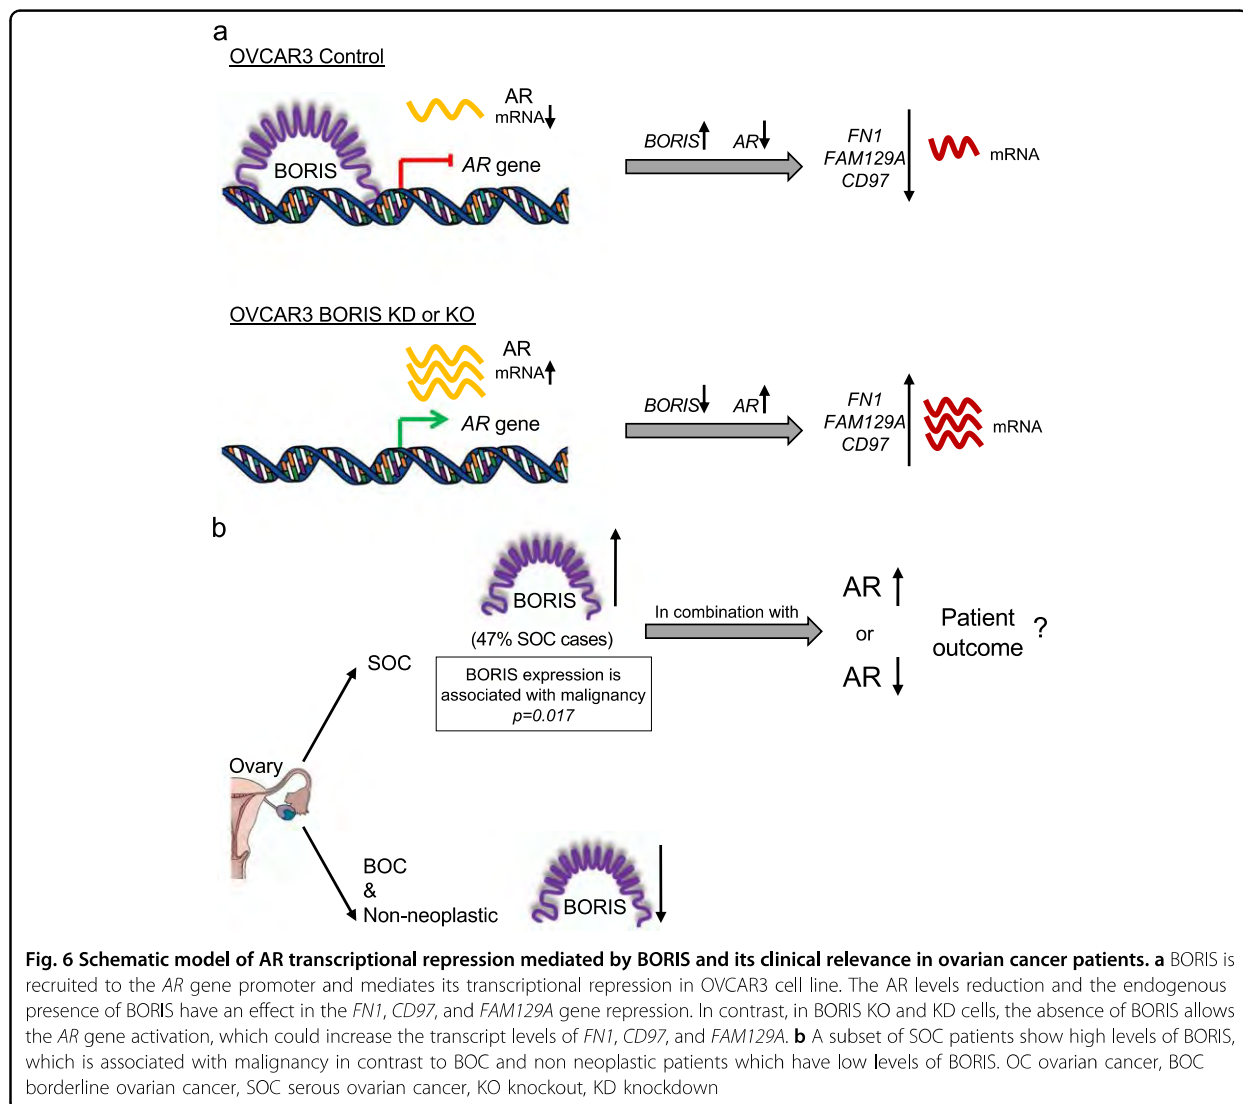 a
OVCAR3 Control
AR
mRNA
BORIS
AR gene
BORIS AR
FN1
FAM129A
CD97
mRNA
OVCAR3 BORIS KD or KO
AR
mRNA
AR gene
BORIS AR
FN1
FAM129A
CD97
mRNA
b
BORIS
(47% SOC cases)
SOC
BORIS expression is
associated with malignancy
p=0.017
In combination with
AR
or
AR
Patient
outcome ?
Ovary
BOC
&
Non-neoplastic
BORIS
Fig. 6 Schematic model of AR transcriptional repression mediated by BORIS and its clinical relevance in ovarian cancer patients. a BORIS is
recruited to the AR gene promoter and mediates its transcriptional repression in OVCAR3 cell line. The AR levels reduction and the endogenous
presence of BORIS have an effect in the FN1, CD97, and FAM129A gene repression. In contrast, in BORIS KO and KD cells, the absence of BORIS allows
the AR gene activation, which could increase the transcript levels of FN1, CD97, and FAM129A. b A subset of SOC patients show high levels of BORIS,
which is associated with malignancy in contrast to BOC and non neoplastic patients which have low levels of BORIS. OC ovarian cancer, BOC
borderline ovarian cancer, SOC serous ovarian cancer, KO knockout, KD knockdown